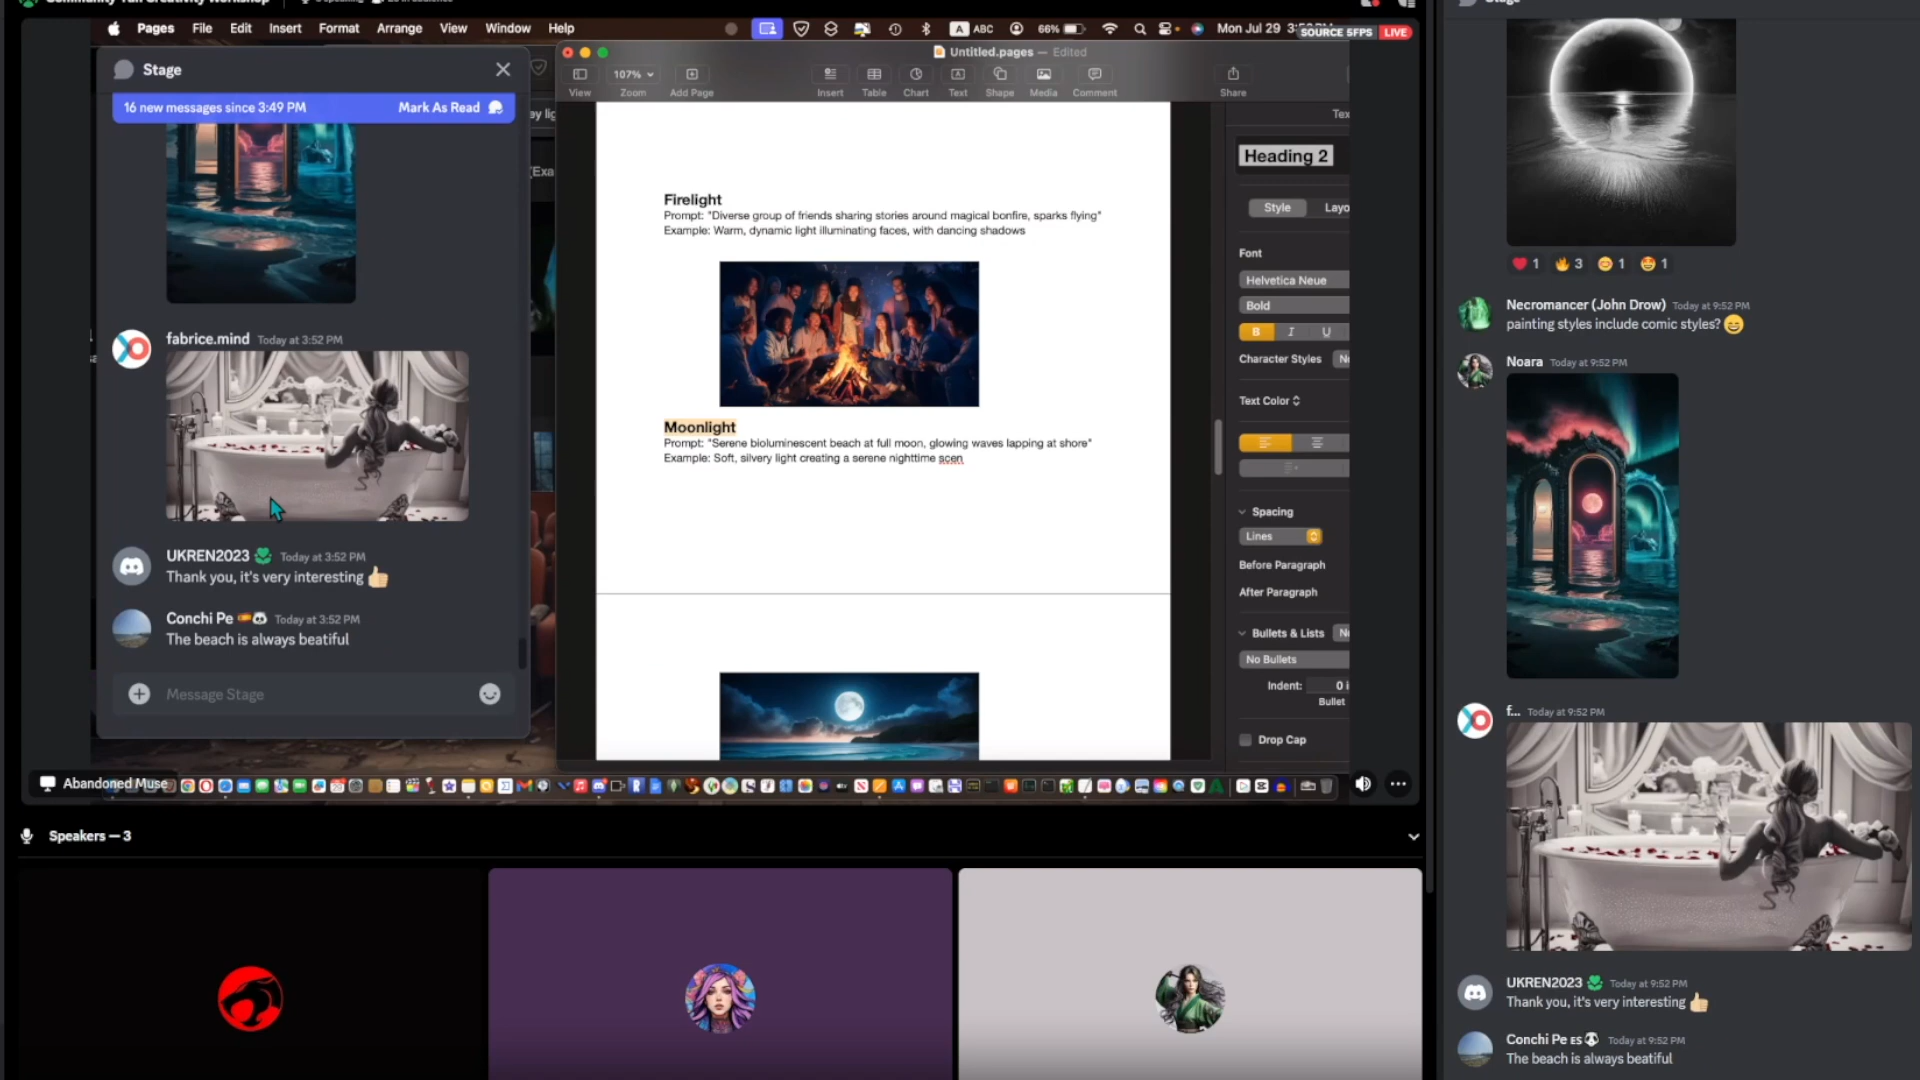 Pages File Edit Insert Format Arrange View Window Help
A ABC 66% Mon Jul 29
SOURCE 5FPS LIVE
Stage
16 new messages since 3:49 PM Mark As Read
fabrice.mind Today at 3:52 PM
UKREN2023 Today at 3:52 PM
Thank you, it's very interesting
Conchi Pe Today at 3:52 PM
The beach is always beatiful
Message Stage
Untitled.pages — Edited
107%
View Zoom Add Page Insert Table Chart Text Shape Media Comment Share
Firelight
Prompt: "Diverse group of friends sharing stories around magical bonfire, sparks flying"
Example: Warm, dynamic light illuminating faces, with dancing shadows
Moonlight
Prompt: "Serene bioluminescent beach at full moon, glowing waves lapping at shore"
Example: Soft, silvery light creating a serene nighttime scen
Tex
Heading 2
Style Layo
Font
Helvetica Neue
Bold
B I U
Character Styles
Text Color
Spacing
Lines
Before Paragraph
After Paragraph
Bullets & Lists
No Bullets
Indent: 0 i
Bullet
Drop Cap
Abandoned Muse
Speakers — 3
1 3 1 1
Necromancer (John Drow) Today at 9:52 PM
painting styles include comic styles?
Noara Today at 9:52 PM
f... Today at 9:52 PM
UKREN2023 Today at 9:52 PM
Thank you, it's very interesting
Conchi Pe ES Today at 9:52 PM
The beach is always beatiful